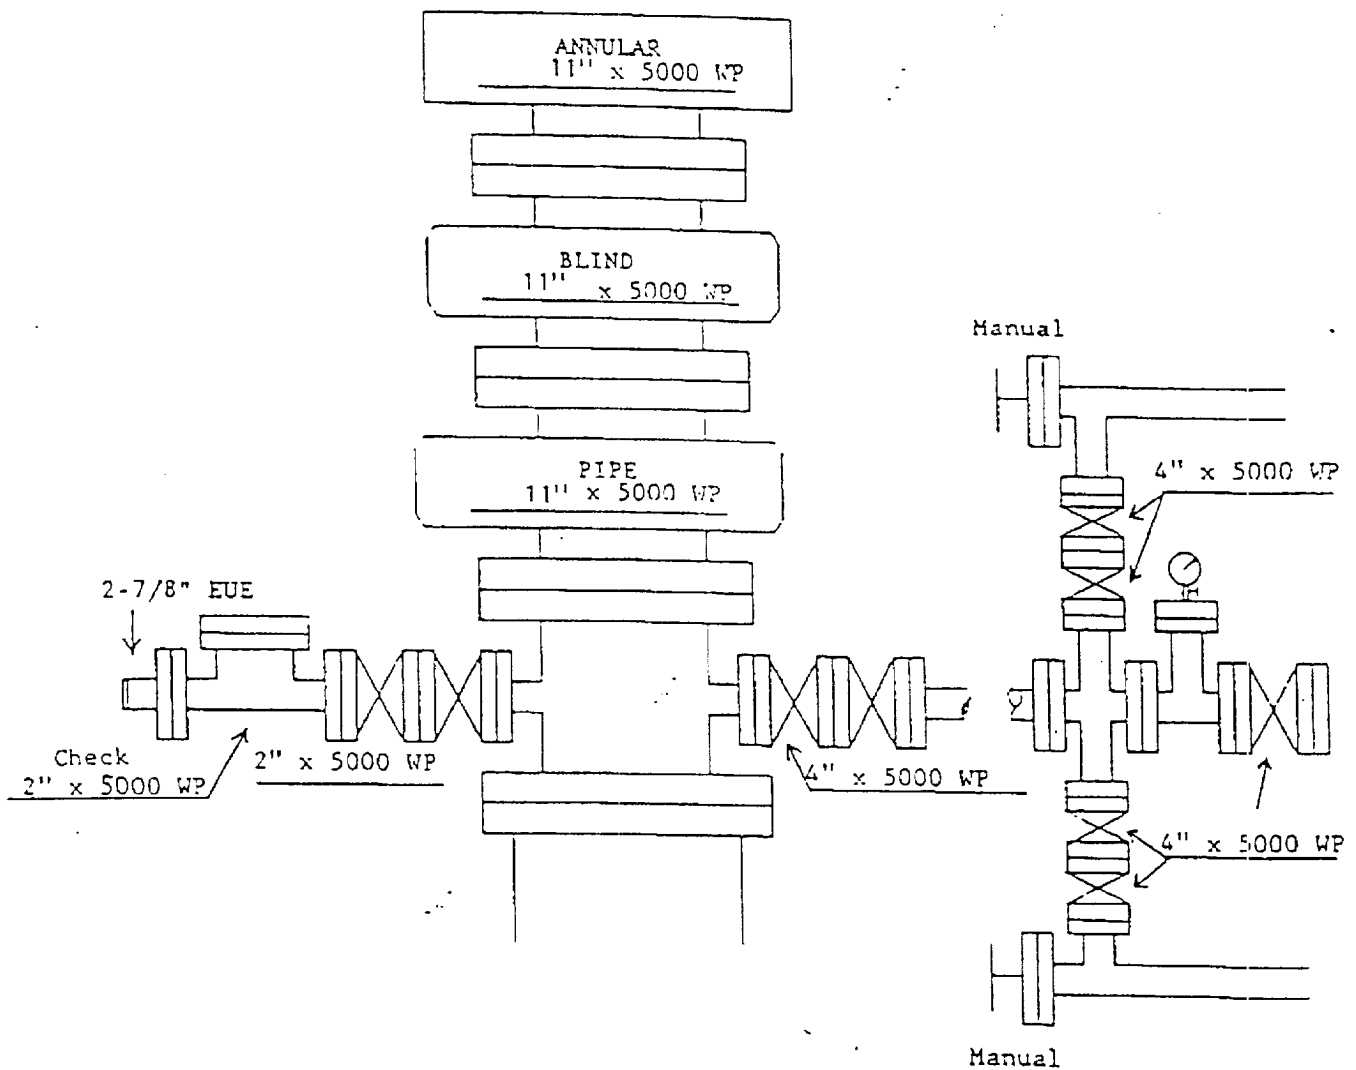 ANNULAR
11" x 5000 WP
BLIND
11" x 5000 WP
Manual
PIPE
11" x 5000 WP
4" x 5000 WP
2-7/8" EUE
Check
2" x 5000 WP
2" x 5000 WP
4" x 5000 WP
4" x 5000 WP
Manual